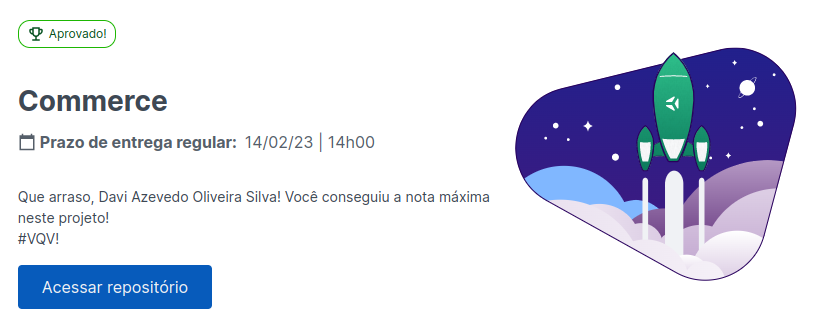 Aprovado!
Commerce
Prazo de entrega regular: 14/02/23 | 14h00
Que arraso, Davi Azevedo Oliveira Silva! Você conseguiu a nota máxima
neste projeto!
#VQV!
Acessar repositório